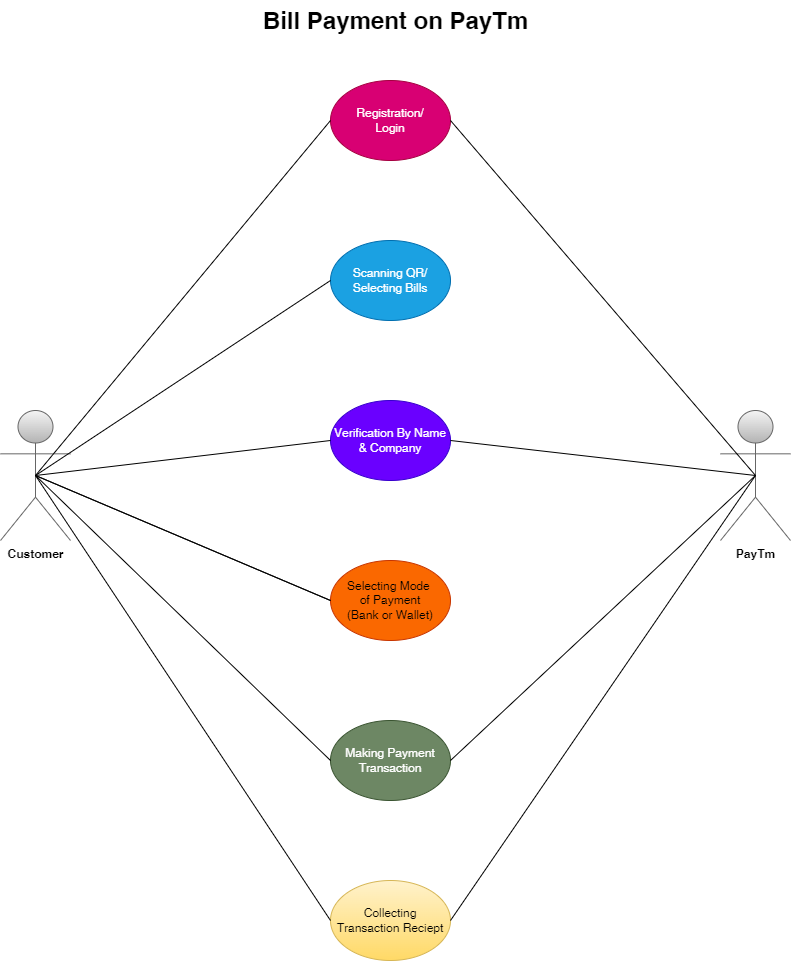 Bill Payment on PayTm
Registration/
Login
Scanning QR/
Selecting Bills
Verification By Name
& Company
Customer
PayTm
Selecting Mode
of Payment
(Bank or Wallet)
Making Payment
Transaction
Collecting
Transaction Reciept